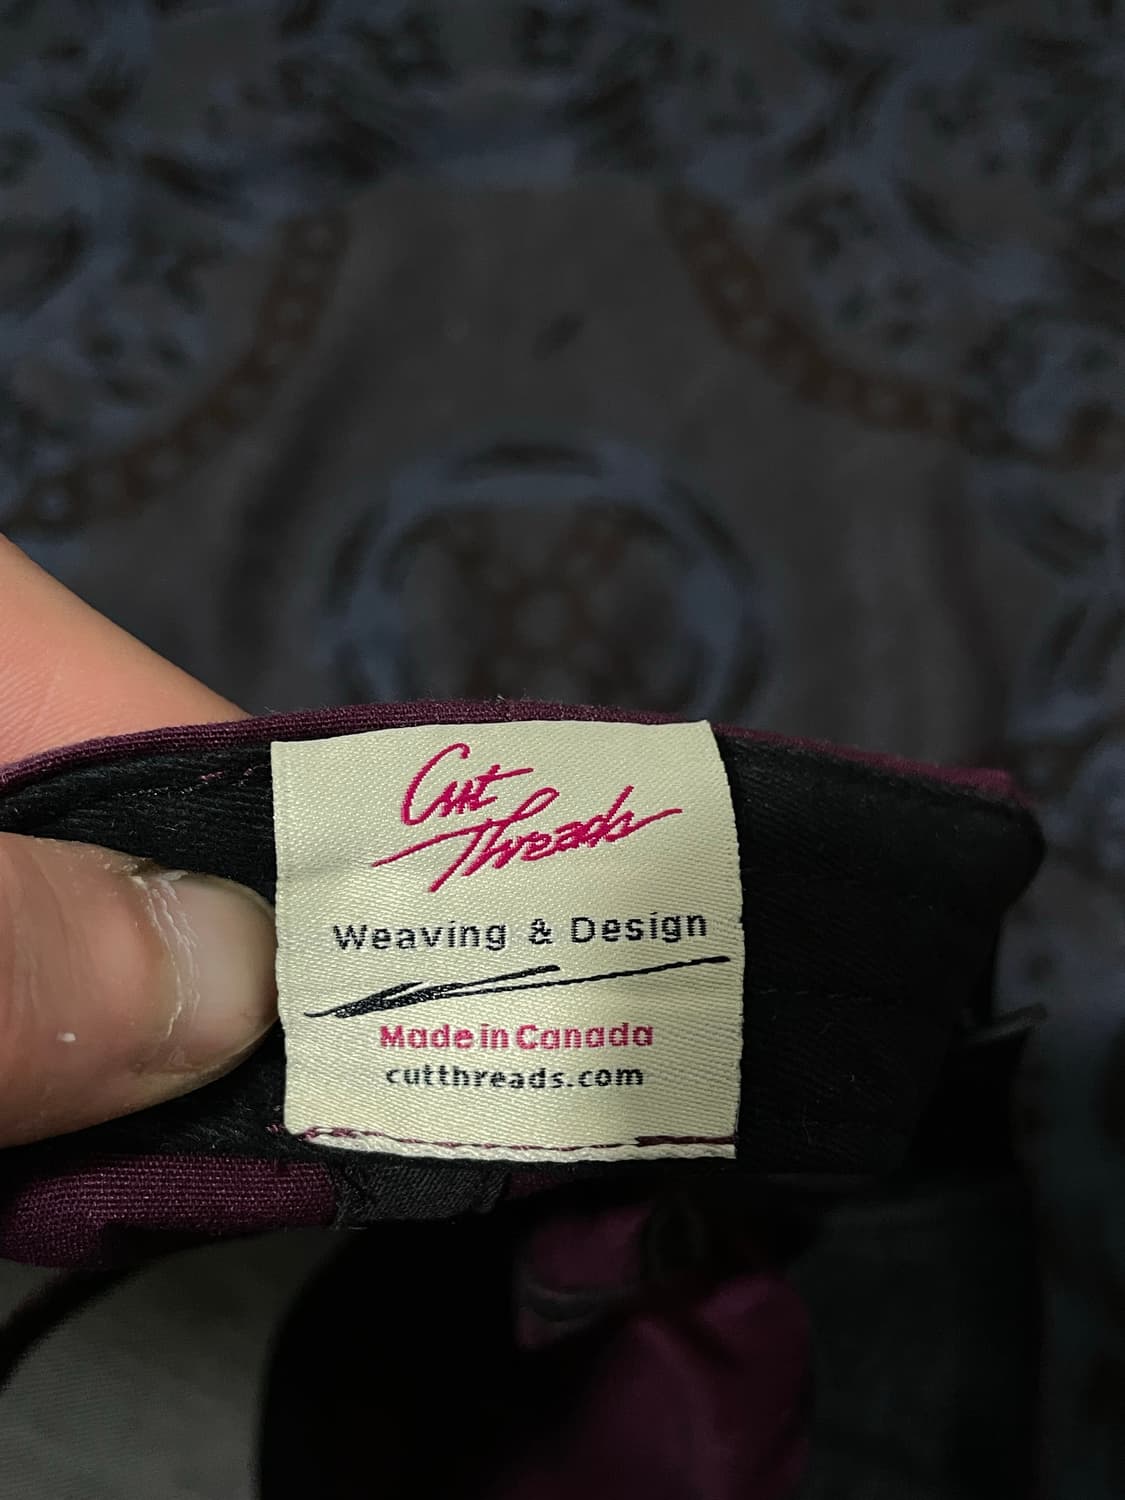 Cut
Threads
Weaving & Design
Made in Canada
cutthreads.com